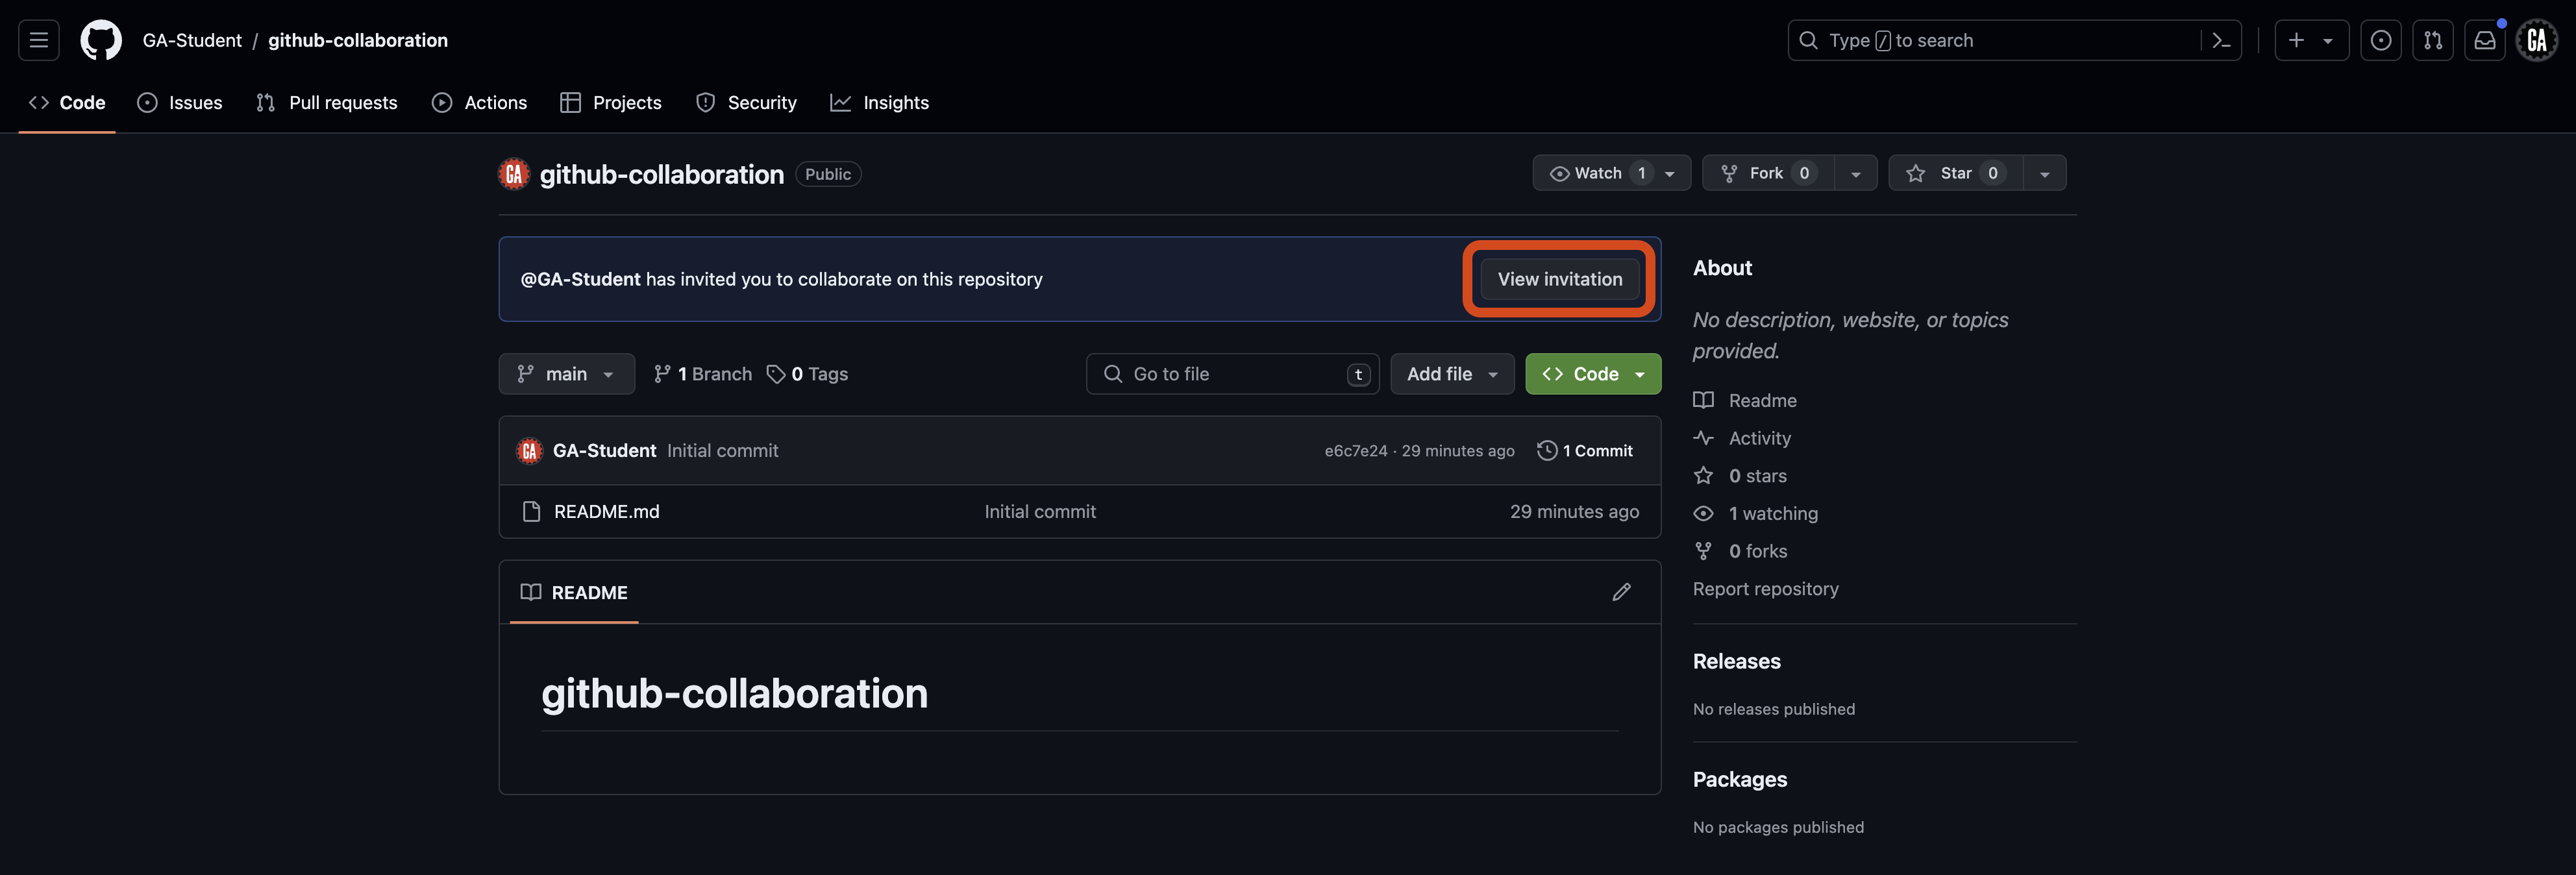 GA-Student / github-collaboration
Type / to search
GA
Code Issues Pull requests Actions Projects Security Insights
GA github-collaboration Public
Watch 1 Fork 0 Star 0
@GA-Student has invited you to collaborate on this repository
View invitation
main 1 Branch 0 Tags Go to file t Add file Code
GA GA-Student Initial commit e6c7e24 · 29 minutes ago 1 Commit
README.md Initial commit 29 minutes ago
README
github-collaboration
About
No description, website, or topics
provided.
Readme
Activity
0 stars
1 watching
0 forks
Report repository
Releases
No releases published
Packages
No packages published